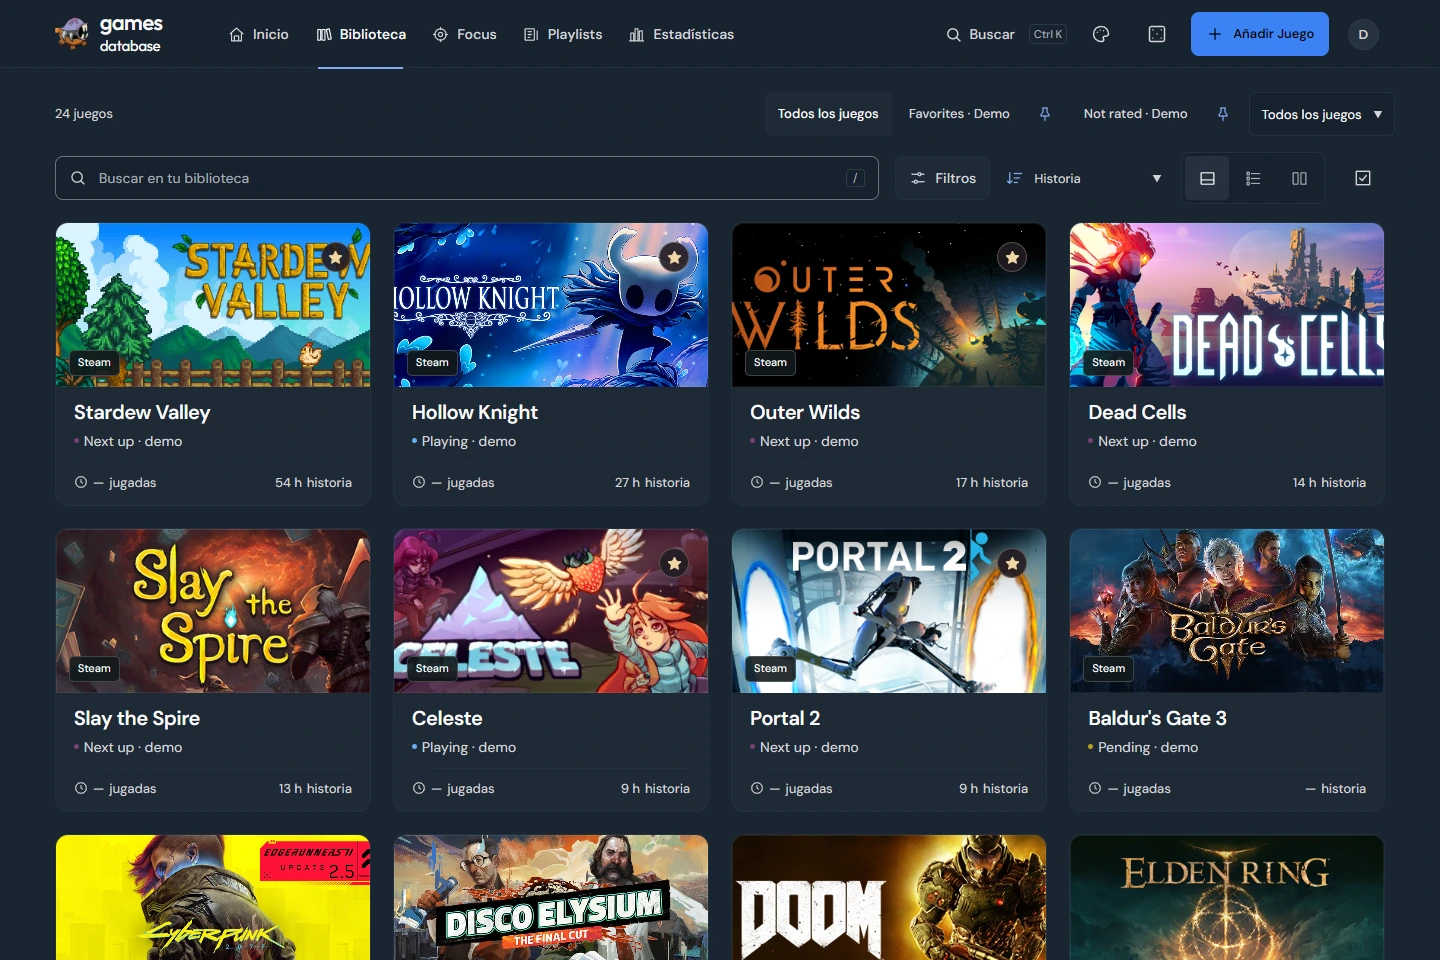 games
database
Inicio
Biblioteca
Focus
Playlists
Estadísticas
Buscar
Ctrl K
Añadir Juego
D
24 juegos
Todos los juegos
Favorites · Demo
Not rated · Demo
Todos los juegos
Buscar en tu biblioteca
/
Filtros
Historia
STARDEW
VALLEY
Steam
HOLLOW KNIGHT
Steam
OUTER
WILDS
Steam
DEAD CELLS
Steam
Stardew Valley
Next up · demo
— jugadas
54 h historia
Hollow Knight
Playing · demo
— jugadas
27 h historia
Outer Wilds
Next up · demo
— jugadas
17 h historia
Dead Cells
Next up · demo
— jugadas
14 h historia
Slay
the
Spire
Steam
CELESTE
Steam
PORTAL 2
Steam
Baldur's
Gate
III
Steam
Slay the Spire
Next up · demo
— jugadas
13 h historia
Celeste
Playing · demo
— jugadas
9 h historia
Portal 2
Next up · demo
— jugadas
9 h historia
Baldur's Gate 3
Pending · demo
— jugadas
— historia
EDGERUNNERS
UPDATE 2.5
Cyberpunk
DISCO ELYSIUM
THE FINAL CUT
DOOM
ELDEN RING